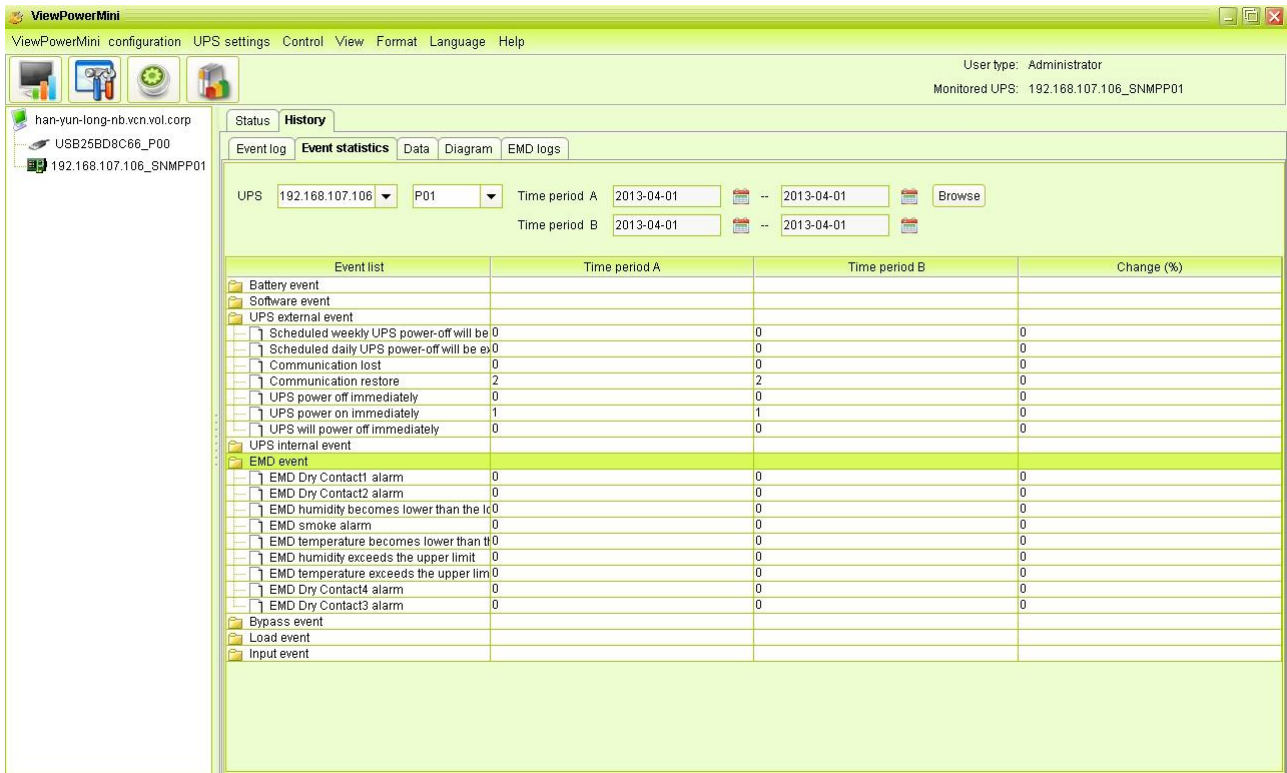 ViewPowerMini
ViewPowerMini configuration UPS settings Control View Format Language Help
User type: Administrator
Monitored UPS: 192.168.107.106_SNMPP01
han-yun-long-nb.vcn.vol.corp
USB25BD8C66_P00
192.168.107.106_SNMPP01
Status History
Event log Event statistics Data Diagram EMD logs
UPS 192.168.107.106 P01 Time period A 2013-04-01 -- 2013-04-01 Browse
Time period B 2013-04-01 -- 2013-04-01
Event list Time period A Time period B Change (%)
Battery event
Software event
UPS external event
Scheduled weekly UPS power-off will be 0 0 0
Scheduled daily UPS power-off will be ex 0 0 0
Communication lost 0 0 0
Communication restore 2 2 0
UPS power off immediately 0 0 0
UPS power on immediately 1 1 0
UPS will power off immediately 0 0 0
UPS internal event
EMD event
EMD Dry Contact1 alarm 0 0 0
EMD Dry Contact2 alarm 0 0 0
EMD humidity becomes lower than the lo 0 0 0
EMD smoke alarm 0 0 0
EMD temperature becomes lower than th 0 0 0
EMD humidity exceeds the upper limit 0 0 0
EMD temperature exceeds the upper lim 0 0 0
EMD Dry Contact4 alarm 0 0 0
EMD Dry Contact3 alarm 0 0 0
Bypass event
Load event
Input event